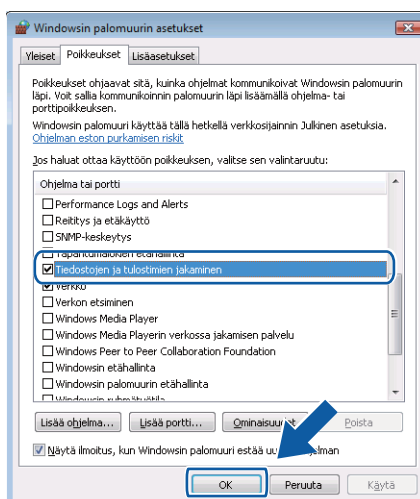 Windowsin palomuurin asetukset
Yleiset Poikkeukset Lisäasetukset
Poikkeukset ohjaavat sitä, kuinka ohjelmat kommunikoivat Windowsin palomuurin
läpi. Voit sallia kommunikoinnin palomuurin läpi lisäämällä ohjelma- tai
porttipoikkeuksen.
Windowsin palomuuri käyttää tällä hetkellä verkkosijainnin Julkinen asetuksia.
Ohjelman eston purkamisen riskit
Jos haluat ottaa käyttöön poikkeuksen, valitse sen valintaruutu:
Ohjelma tai portti
Performance Logs and Alerts
Reititys ja etäkäyttö
SNMP-keskeytys
Tapahtumalokien etähallinta
Tiedostojen ja tulostimien jakaminen
Verkko
Verkon etsiminen
Windows Media Player
Windows Media Playerin verkossa jakamisen palvelu
Windows Peer to Peer Collaboration Foundation
Windowsin etähallinta
Windowsin palomuurin etähallinta
Windowsin ryhmätyötila
Lisää ohjelma... Lisää portti... Ominaisuudet Poista
Näytä ilmoitus, kun Windowsin palomuuri estää
OK Peruuta Käytä